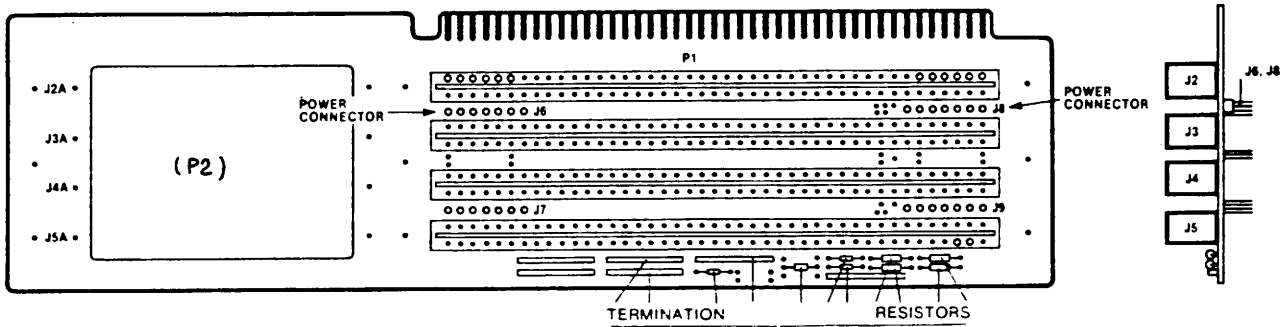 P1
J2A
POWER
CONNECTOR
J6
J8
POWER
CONNECTOR
J3A
(P2)
J4A
J7
J9
J5A
TERMINATION RESISTORS
J2
J6, J8
J3
J4
J5